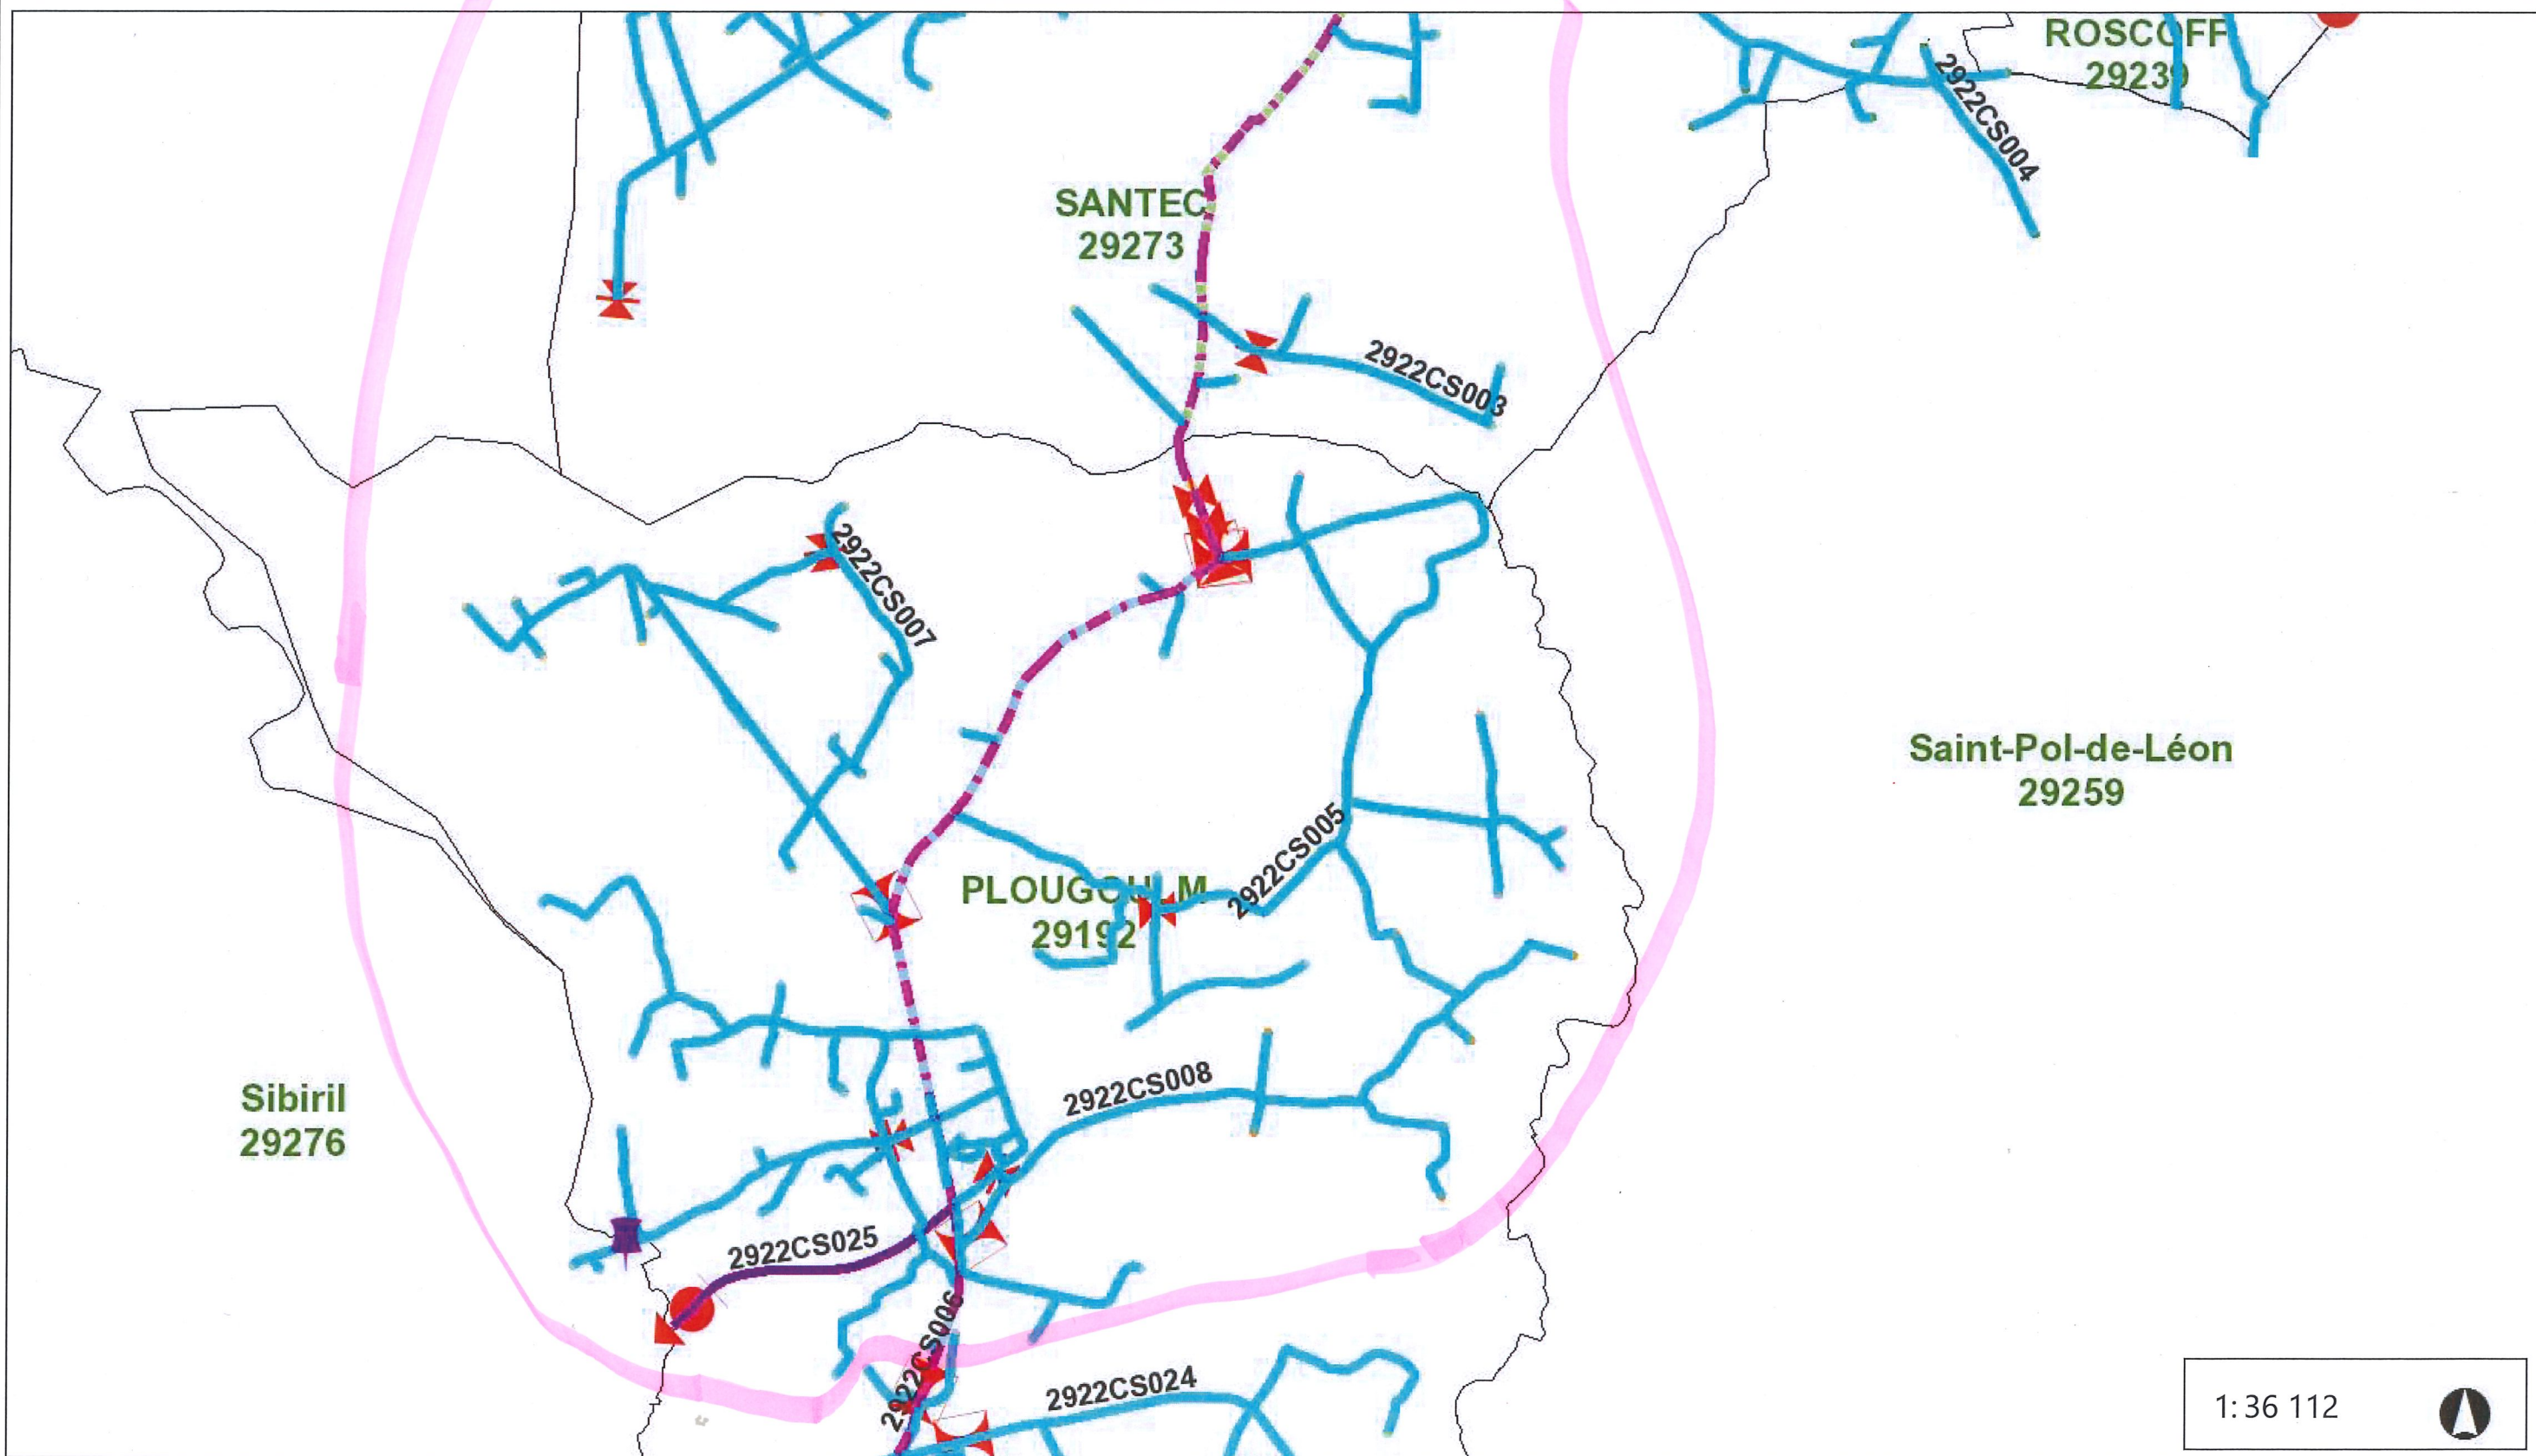 ROSCOFF
29239
2922CS004
SANTEC
29273
2922CS003
2922CS007
Saint-Pol-de-Léon
29259
2922CS005
PLOUGOULM
29192
2922CS008
Sibiril
29276
2922CS025
2922CS006
2922CS024
1: 36 112